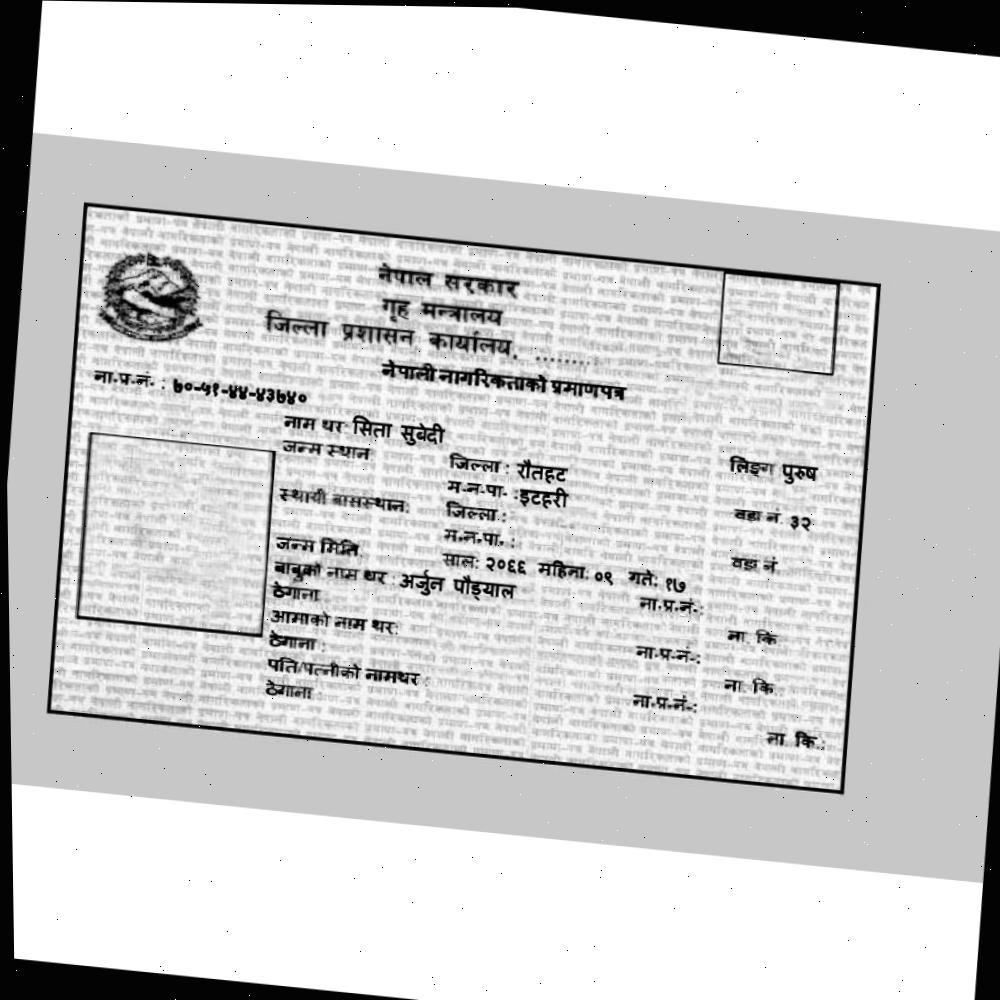 नेपाल सरकार
गृह मन्त्रालय
जिल्ला प्रशासन कार्यालय, ........
नेपाली नागरिकताको प्रमाणपत्र
ना.प्र.नं. : ७०-५१-४४-४३७४०
नाम थर: सिता सुवेदी
लिङ्ग पुरुष
जन्म स्थान: जिल्ला : रौतहट
म.न.पा. : इटहरी वडा नं. ३२
स्थायी बासस्थान: जिल्ला :
म.न.पा. : वडा नं.
जन्म मिति: साल: २०६६ महिना: ०९ गते: १७
बाबुको नाम थर : अर्जुन पौड्याल ना.प्र.नं.:
ठेगाना: ना. कि.
आमाको नाम थर: ना.प्र.नं.:
ठेगाना : ना. कि.
पति/पत्नीको नामथर : ना.प्र.नं.:
ठेगाना: ना. कि.: